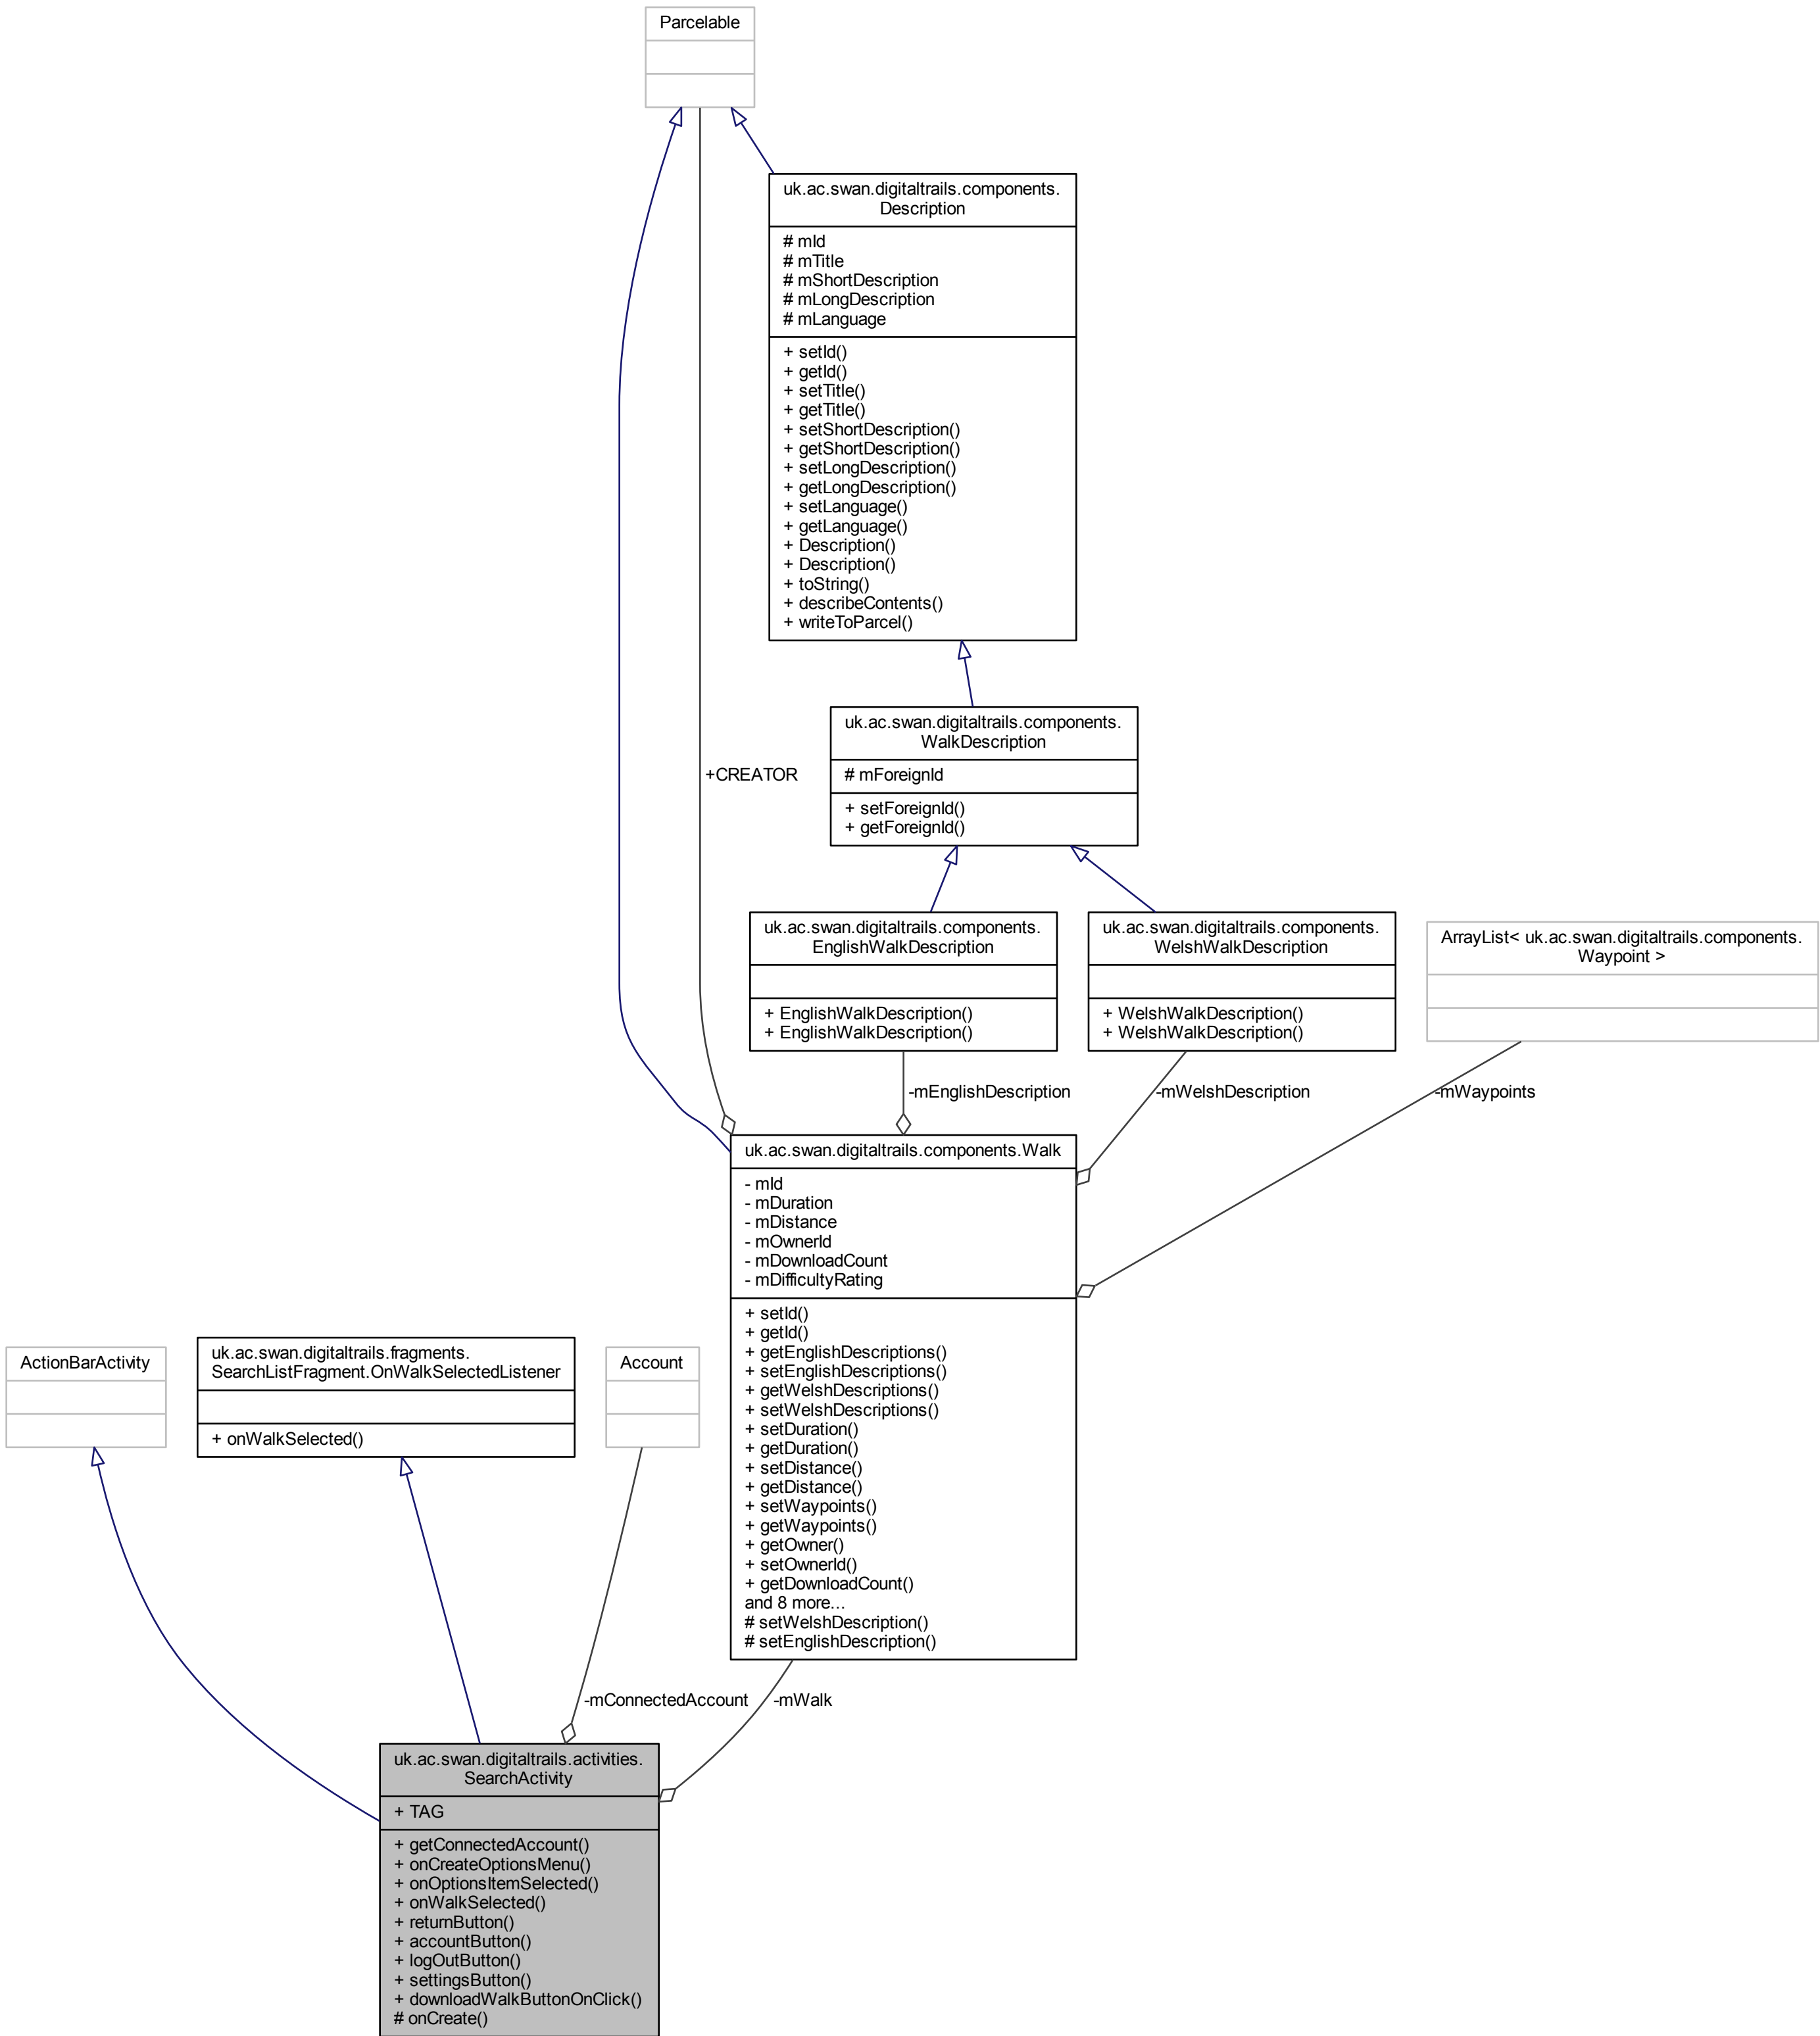 Parcelable
uk.ac.swan.digitaltrails.components.
Description
# mId
# mTitle
# mShortDescription
# mLongDescription
# mLanguage
+ setId()
+ getId()
+ setTitle()
+ getTitle()
+ setShortDescription()
+ getShortDescription()
+ setLongDescription()
+ getLongDescription()
+ setLanguage()
+ getLanguage()
+ Description()
+ Description()
+ toString()
+ describeContents()
+ writeToParcel()
uk.ac.swan.digitaltrails.components.
WalkDescription
# mForeignId
+ setForeignId()
+ getForeignId()
+CREATOR
uk.ac.swan.digitaltrails.components.
EnglishWalkDescription
+ EnglishWalkDescription()
+ EnglishWalkDescription()
uk.ac.swan.digitaltrails.components.
WelshWalkDescription
+ WelshWalkDescription()
+ WelshWalkDescription()
ArrayList< uk.ac.swan.digitaltrails.components.
Waypoint >
-mEnglishDescription
-mWelshDescription
-mWaypoints
uk.ac.swan.digitaltrails.components.Walk
- mId
- mDuration
- mDistance
- mOwnerId
- mDownloadCount
- mDifficultyRating
+ setId()
+ getId()
+ getEnglishDescriptions()
+ setEnglishDescriptions()
+ getWelshDescriptions()
+ setWelshDescriptions()
+ setDuration()
+ getDuration()
+ setDistance()
+ getDistance()
+ setWaypoints()
+ getWaypoints()
+ getOwner()
+ setOwnerId()
+ getDownloadCount()
and 8 more...
# setWelshDescription()
# setEnglishDescription()
ActionBarActivity
uk.ac.swan.digitaltrails.fragments.
SearchListFragment.OnWalkSelectedListener
+ onWalkSelected()
Account
-mConnectedAccount
-mWalk
uk.ac.swan.digitaltrails.activities.
SearchActivity
+ TAG
+ getConnectedAccount()
+ onCreateOptionsMenu()
+ onOptionsItemSelected()
+ onWalkSelected()
+ returnButton()
+ accountButton()
+ logOutButton()
+ settingsButton()
+ downloadWalkButtonOnClick()
# onCreate()